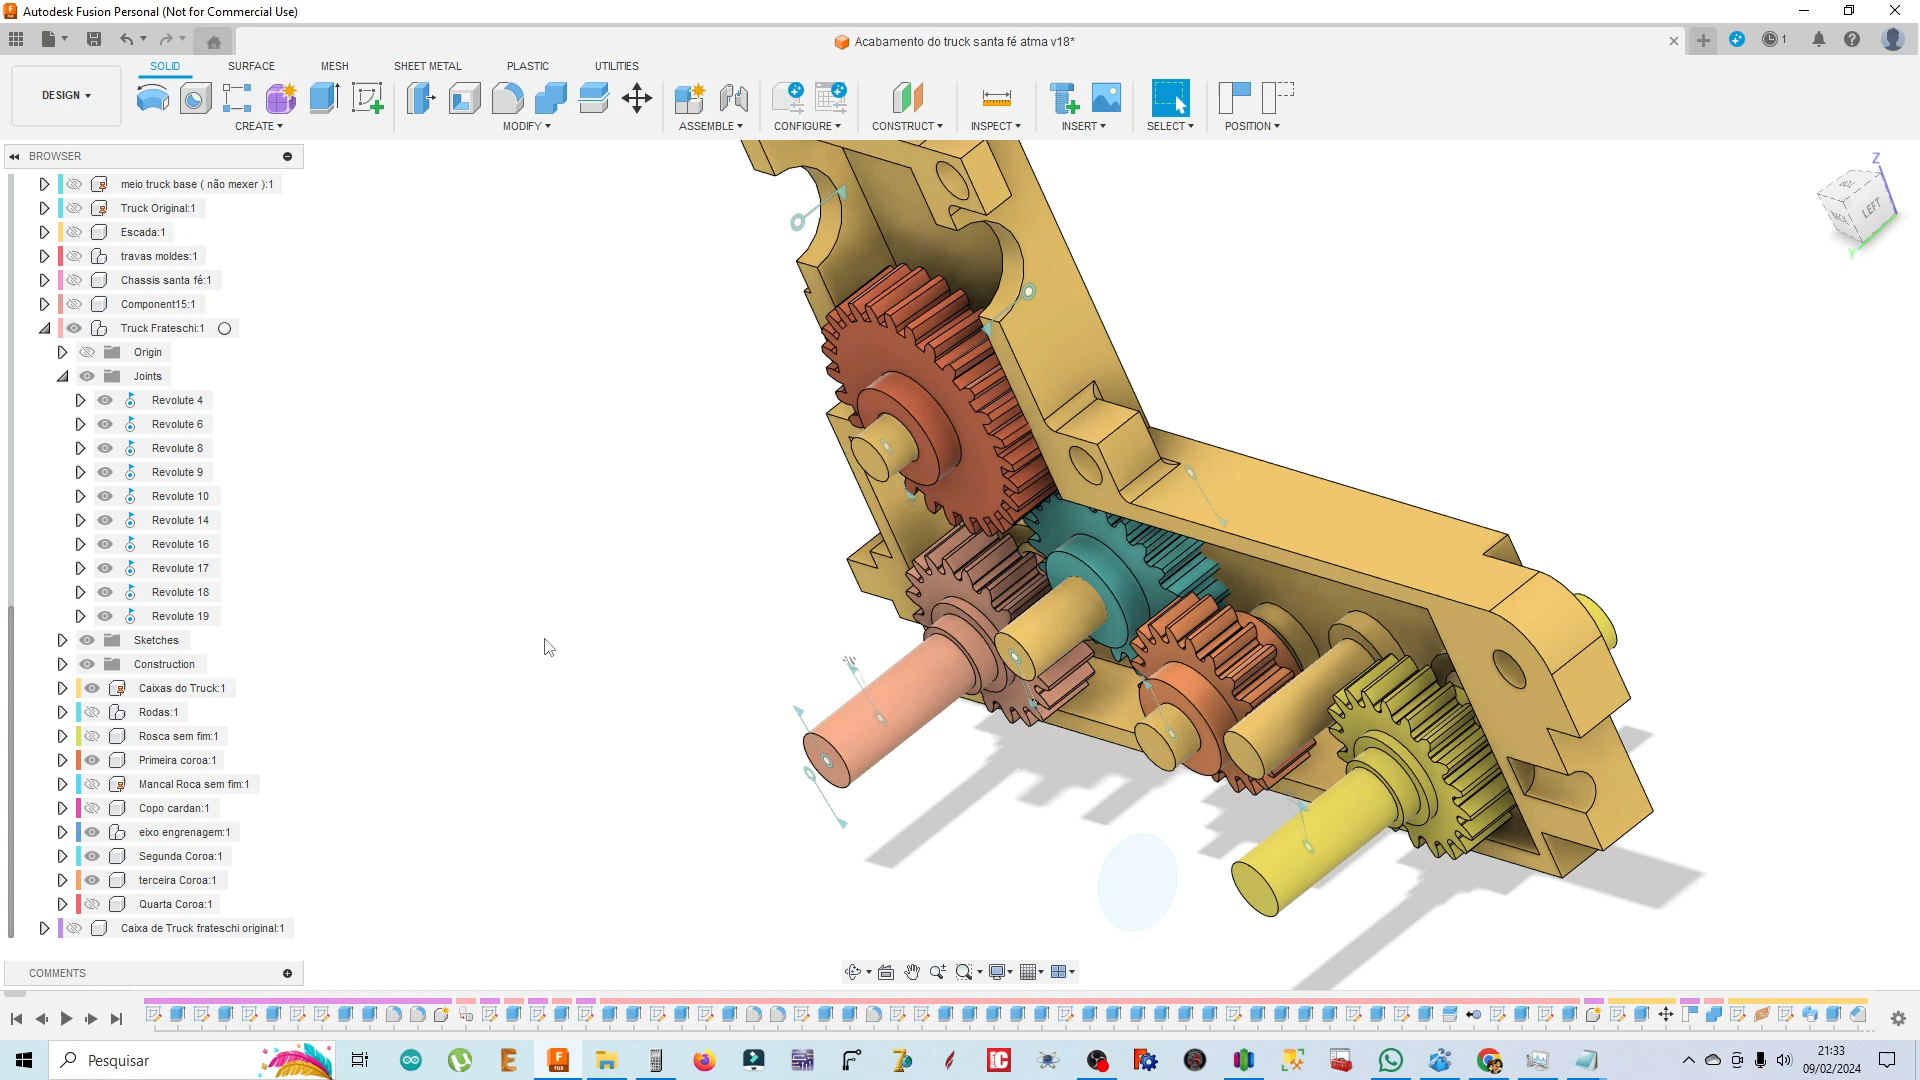 Autodesk Fusion Personal (Not for Commercial Use)
Acabamento do truck santa fé atma v18*
1
SOLID SURFACE MESH SHEET METAL PLASTIC UTILITIES
DESIGN
CREATE MODIFY ASSEMBLE CONFIGURE CONSTRUCT INSPECT INSERT SELECT POSITION
BROWSER
meio truck base ( não mexer ):1
Truck Original:1
Escada:1
travas moldes:1
Chassis santa fé:1
Component15:1
Truck Frateschi:1
Origin
Joints
Revolute 4
Revolute 6
Revolute 8
Revolute 9
Revolute 10
Revolute 14
Revolute 16
Revolute 17
Revolute 18
Revolute 19
Sketches
Construction
Caixas do Truck:1
Rodas:1
Rosca sem fim:1
Primeira coroa:1
Mancal Roca sem fim:1
Copo cardan:1
eixo engrenagem:1
Segunda Coroa:1
terceira Coroa:1
Quarta Coroa:1
Caixa de Truck frateschi original:1
COMMENTS
Z
LEFT
BACK
Y
Pesquisar
21:33
09/02/2024